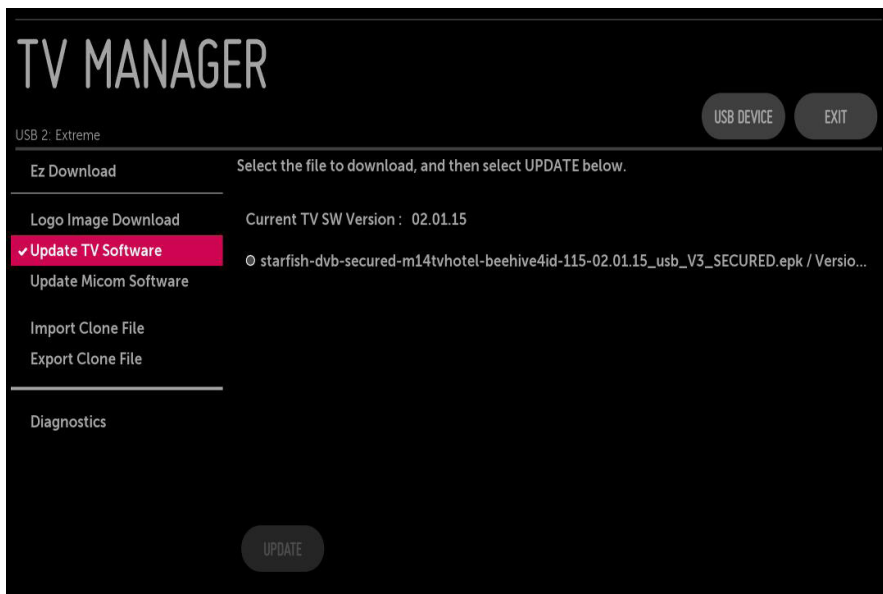 TV MANAGER
USB DEVICE
EXIT
USB 2: Extreme
Ez Download
Select the file to download, and then select UPDATE below.
Logo Image Download
Current TV SW Version : 02.01.15
✓Update TV Software
starfish-dvb-secured-m14tvhotel-beehive4id-115-02.01.15_usb_V3_SECURED.epk / Versio...
Update Micom Software
Import Clone File
Export Clone File
Diagnostics
UPDATE